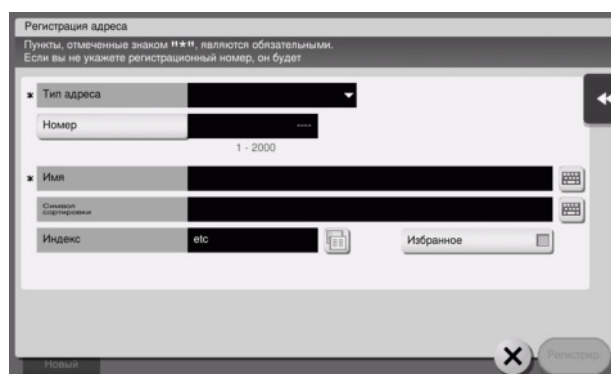 Регистрация адреса
Пункты, отмеченные знаком "*", являются обязательными.
Если вы не укажете регистрационный номер, он будет
* Тип адреса
Номер ----
1 - 2000
* Имя
Символ
сортировки
Индекс etc Избранное
Новый Регистрир.